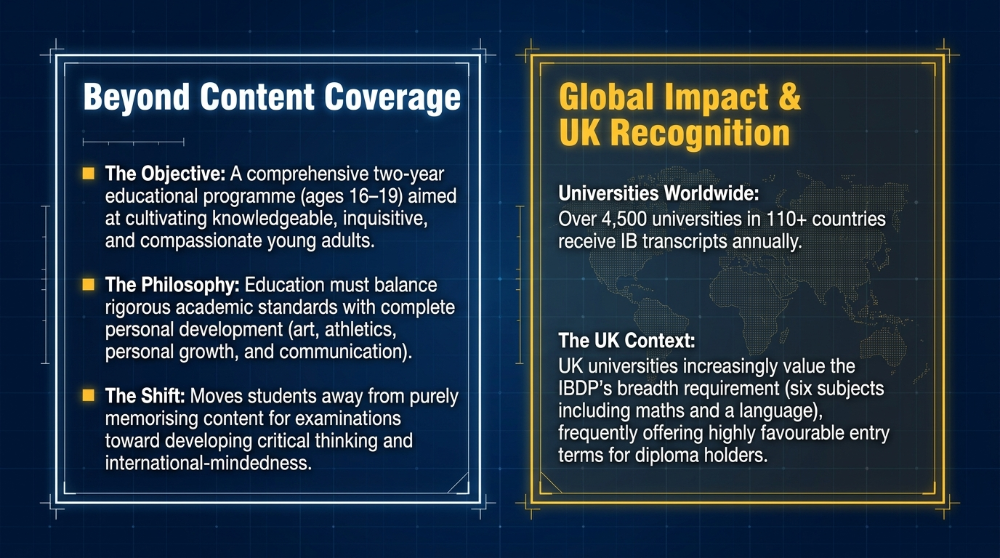 Beyond Content Coverage
The Objective: A comprehensive two-year
educational programme (ages 16–19) aimed
at cultivating knowledgeable, inquisitive,
and compassionate young adults.
The Philosophy: Education must balance
rigorous academic standards with complete
personal development (art, athletics,
personal growth, and communication).
The Shift: Moves students away from purely
memorising content for examinations
toward developing critical thinking and
international-mindedness.
Global Impact &
UK Recognition
Universities Worldwide:
Over 4,500 universities in 110+ countries
receive IB transcripts annually.
The UK Context:
UK universities increasingly value the
IBDP’s breadth requirement (six subjects
including maths and a language),
frequently offering highly favourable entry
terms for diploma holders.